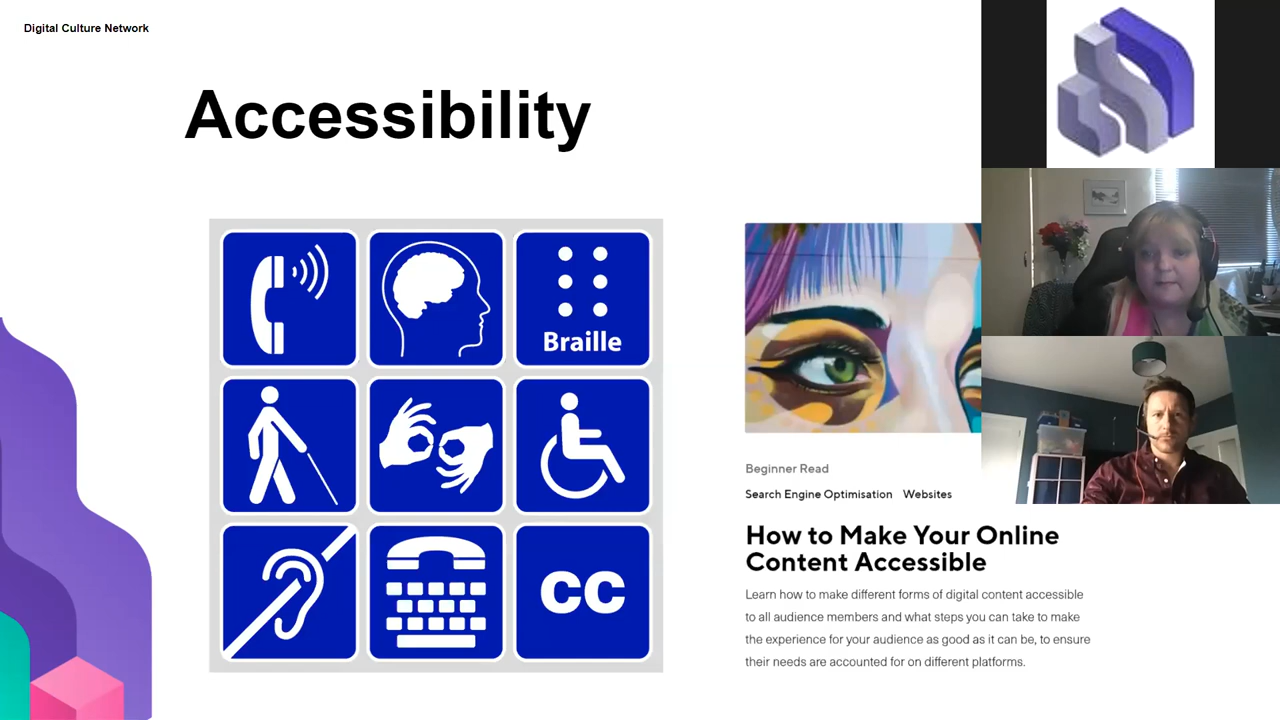 Digital Culture Network
Accessibility
Braille
CC
Beginner Read
Search Engine Optimisation Websites
How to Make Your Online
Content Accessible
Learn how to make different forms of digital content accessible
to all audience members and what steps you can take to make
the experience for your audience as good as it can be, to ensure
their needs are accounted for on different platforms.